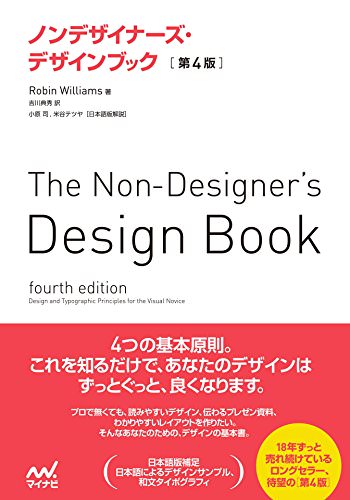 ノンデザイナーズ・
デザインブック [第4版]
Robin Williams 著
吉川典秀 訳
小原 司、米谷テツヤ [日本語版解説]
The Non-Designer's
Design Book
fourth edition
Design and Typographic Principles for the Visual Novice
4つの基本原則。
これを知るだけで、あなたのデザインは
ずっとぐっと、良くなります。
プロで無くても、読みやすいデザイン、伝わるプレゼン資料、
わかりやすいレイアウトを作りたい。
そんなあなたのための、デザインの基本書。
日本語版補足
日本語によるデザインサンプル、
和文タイポグラフィ
18年ずっと
売れ続けている
ロングセラー、
待望の[第4版]
マイナビ